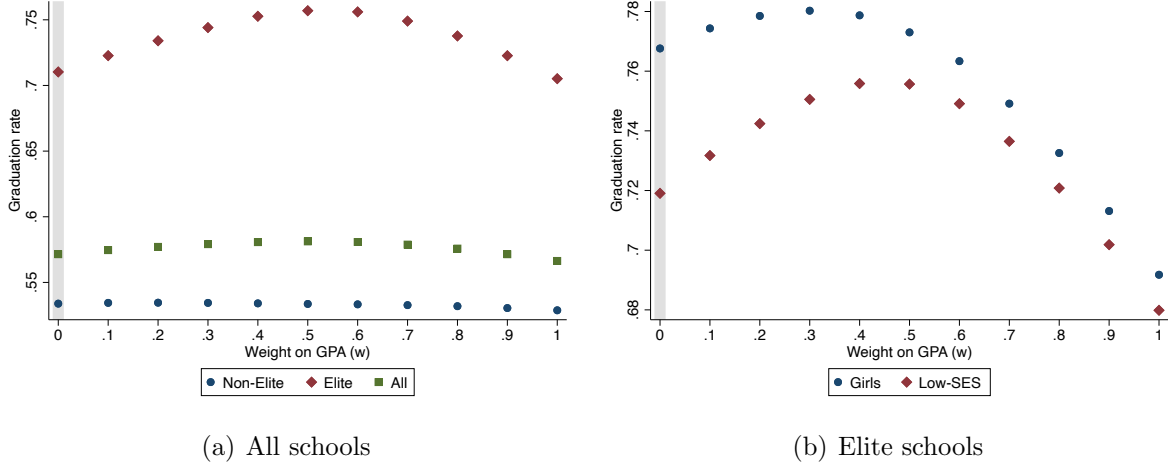 Graduation rate
.75
.7
.65
.6
.55
0 .1 .2 .3 .4 .5 .6 .7 .8 .9 1
Weight on GPA (w)
Non-Elite Elite All
(a) All schools
Graduation rate
.78
.76
.74
.72
.7
.68
0 .1 .2 .3 .4 .5 .6 .7 .8 .9 1
Weight on GPA (w)
Girls Low-SES
(b) Elite schools